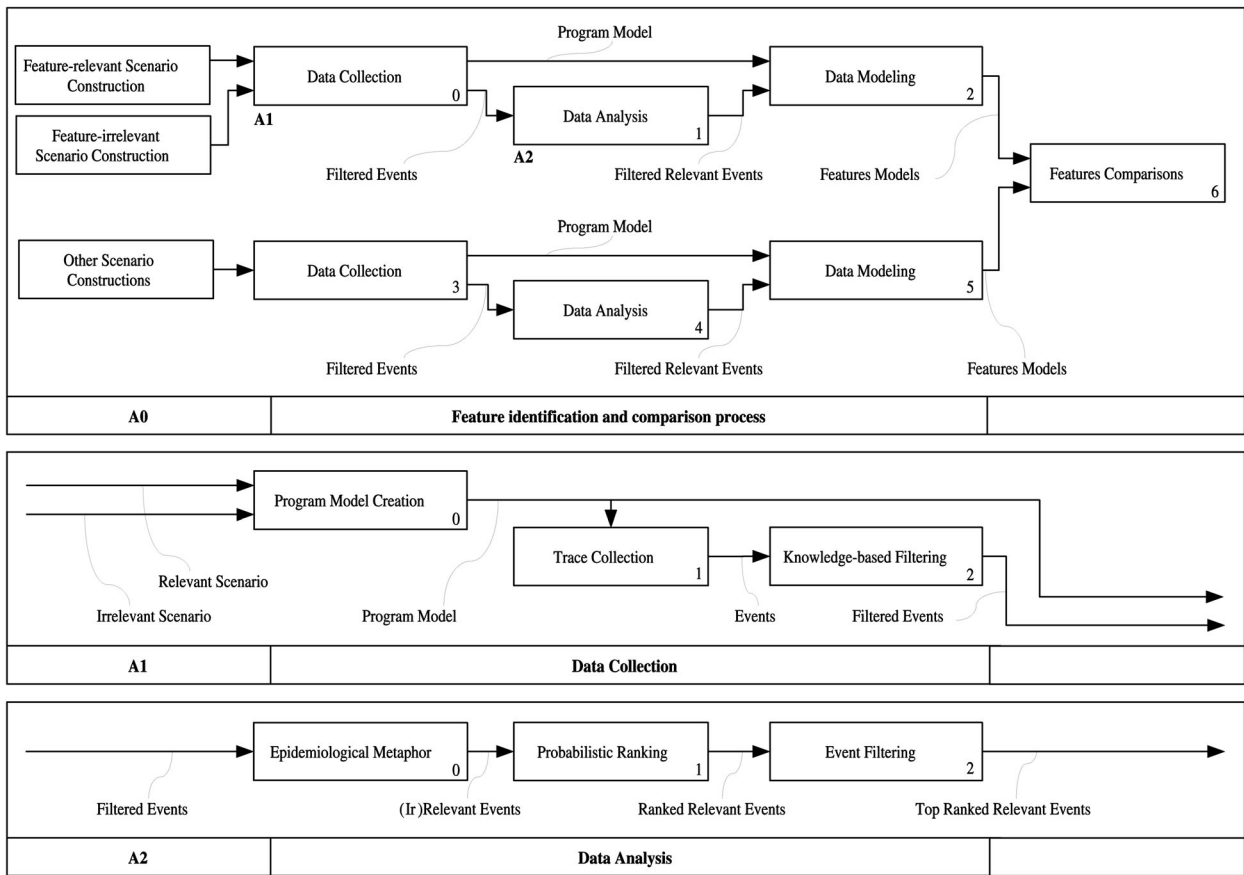 Program Model
Feature-relevant Scenario
Construction
Data Collection
0
Data Modeling
2
A1
Data Analysis
1
A2
Feature-irrelevant
Scenario Construction
Filtered Events
Filtered Relevant Events
Features Models
Features Comparisons
6
Program Model
Other Scenario
Constructions
Data Collection
3
Data Modeling
5
Data Analysis
4
Filtered Events
Filtered Relevant Events
Features Models
A0
Feature identification and comparison process
Program Model Creation
0
Trace Collection
1
Knowledge-based Filtering
2
Relevant Scenario
Irrelevant Scenario
Program Model
Events
Filtered Events
A1
Data Collection
Epidemiological Metaphor
0
Probabilistic Ranking
1
Event Filtering
2
Filtered Events
(Ir)Relevant Events
Ranked Relevant Events
Top Ranked Relevant Events
A2
Data Analysis